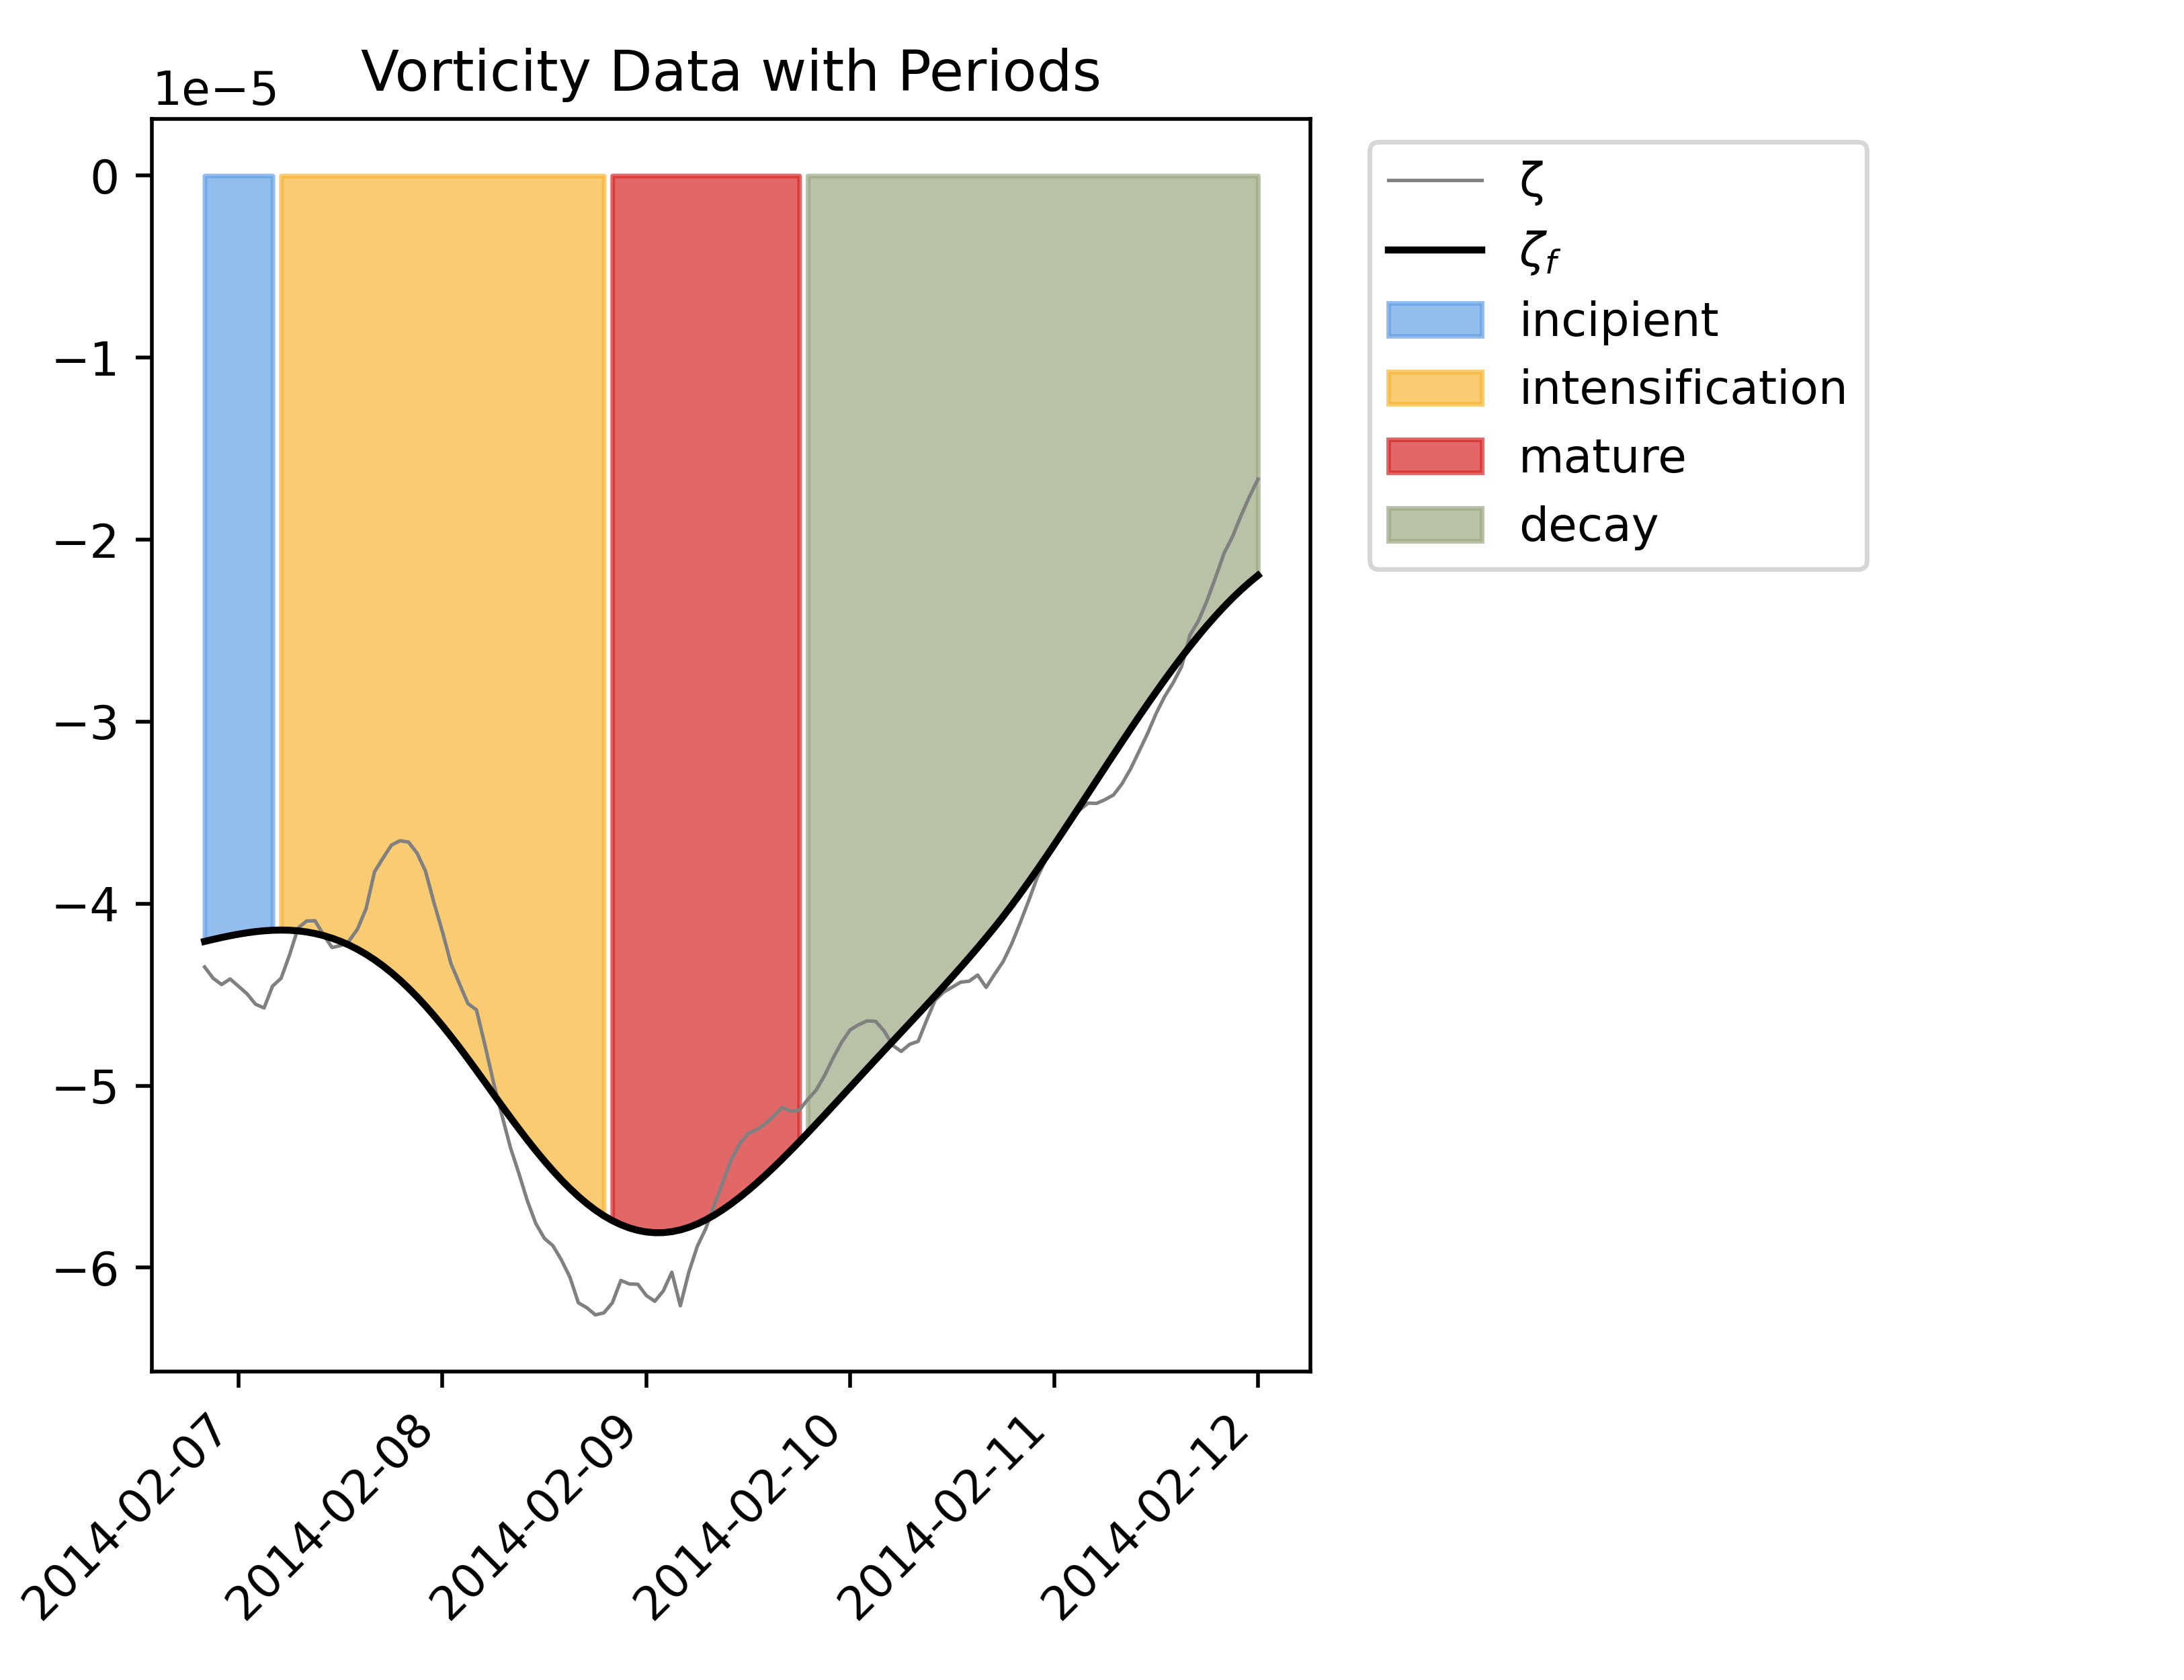 Vorticity Data with Periods
1e−5
0
−1
−2
−3
−4
−5
−6
2014-02-07
2014-02-08
2014-02-09
2014-02-10
2014-02-11
2014-02-12
ζ
ζf
incipient
intensification
mature
decay